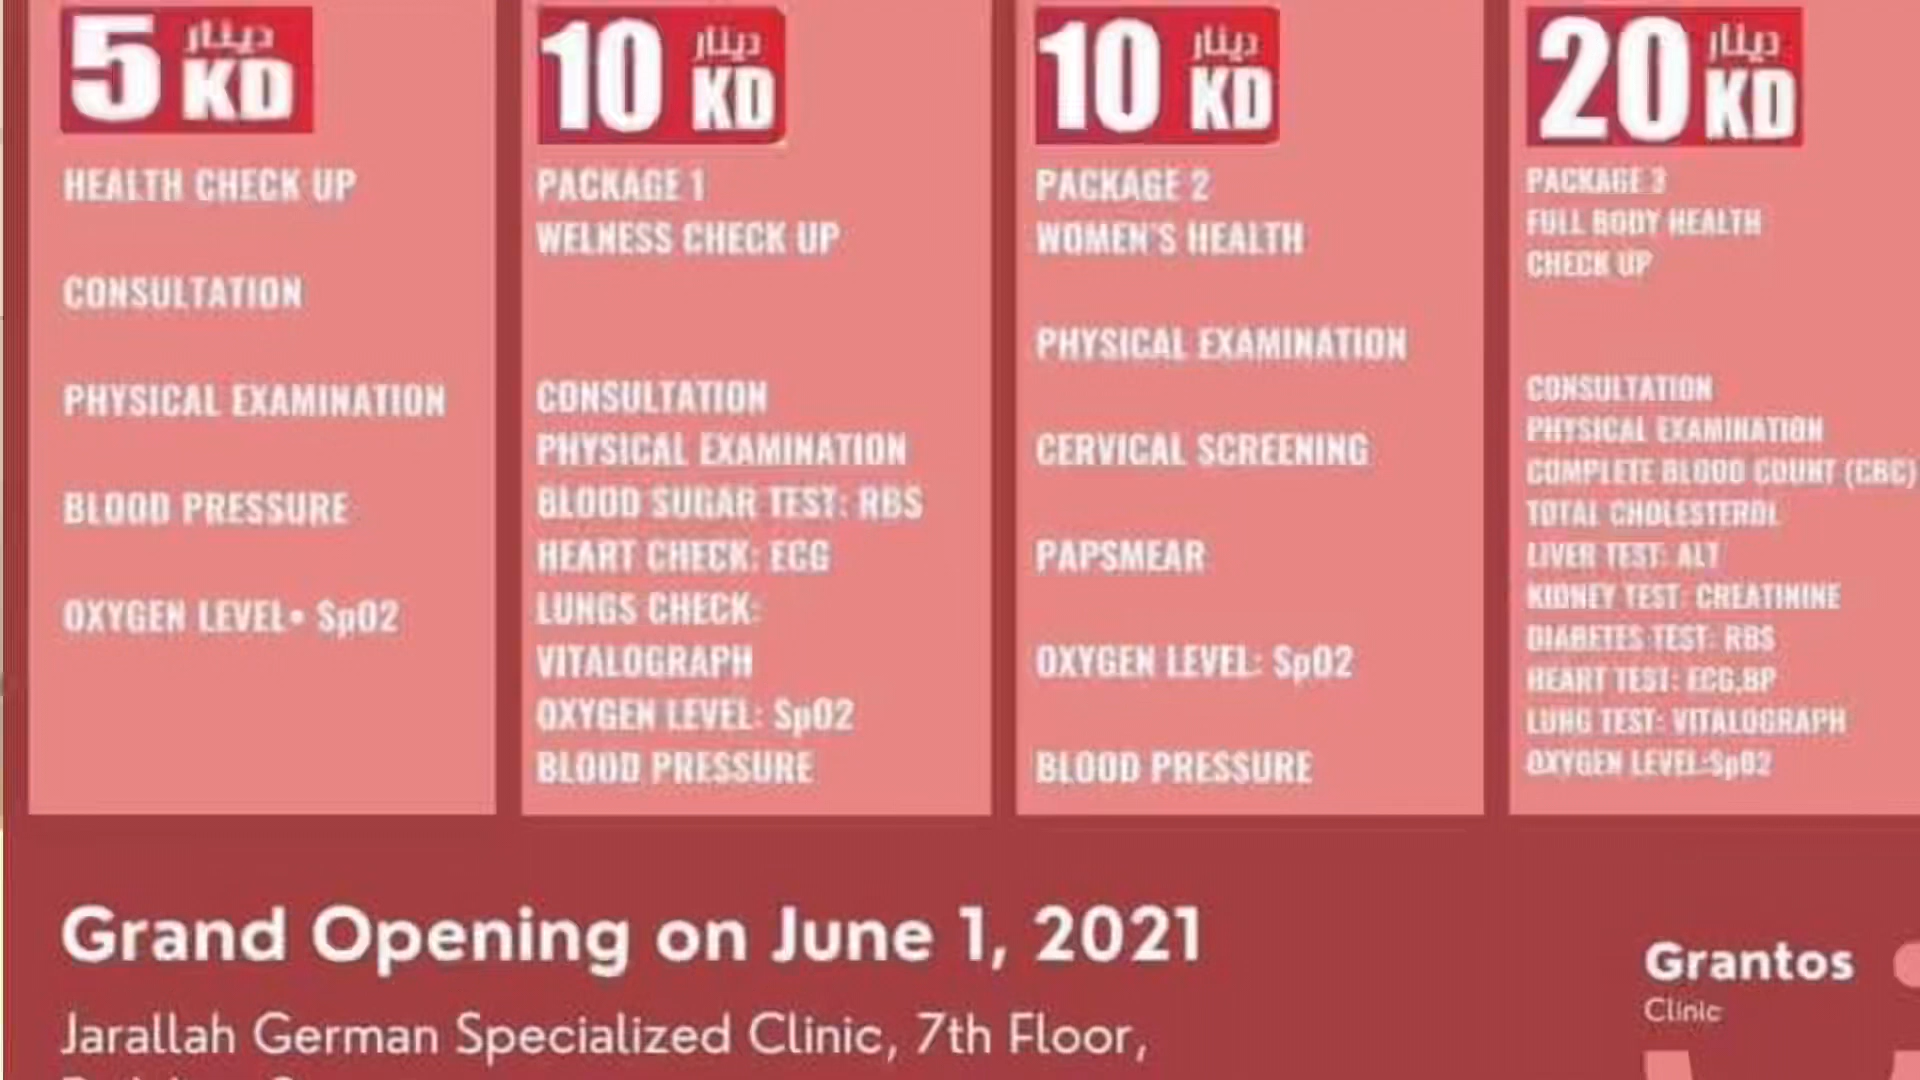 5 دينار KD
HEALTH CHECK UP
CONSULTATION
PHYSICAL EXAMINATION
BLOOD PRESSURE
OXYGEN LEVEL• SpO2
10 دينار KD
PACKAGE 1
WELNESS CHECK UP
CONSULTATION
PHYSICAL EXAMINATION
BLOOD SUGAR TEST: RBS
HEART CHECK: ECG
LUNGS CHECK:
VITALOGRAPH
OXYGEN LEVEL: SpO2
BLOOD PRESSURE
10 دينار KD
PACKAGE 2
WOMEN'S HEALTH
PHYSICAL EXAMINATION
CERVICAL SCREENING
PAPSMEAR
OXYGEN LEVEL: SpO2
BLOOD PRESSURE
20 دينار KD
PACKAGE 3
FULL BODY HEALTH
CHECK UP
CONSULTATION
PHYSICAL EXAMINATION
COMPLETE BLOOD COUNT (CBC)
TOTAL CHOLESTEROL
LIVER TEST: ALT
KIDNEY TEST: CREATININE
DIABETES TEST: RBS
HEART TEST: ECG,BP
LUNG TEST: VITALOGRAPH
OXYGEN LEVEL:SpO2
Grand Opening on June 1, 2021
Jarallah German Specialized Clinic, 7th Floor,
Grantos
Clinic